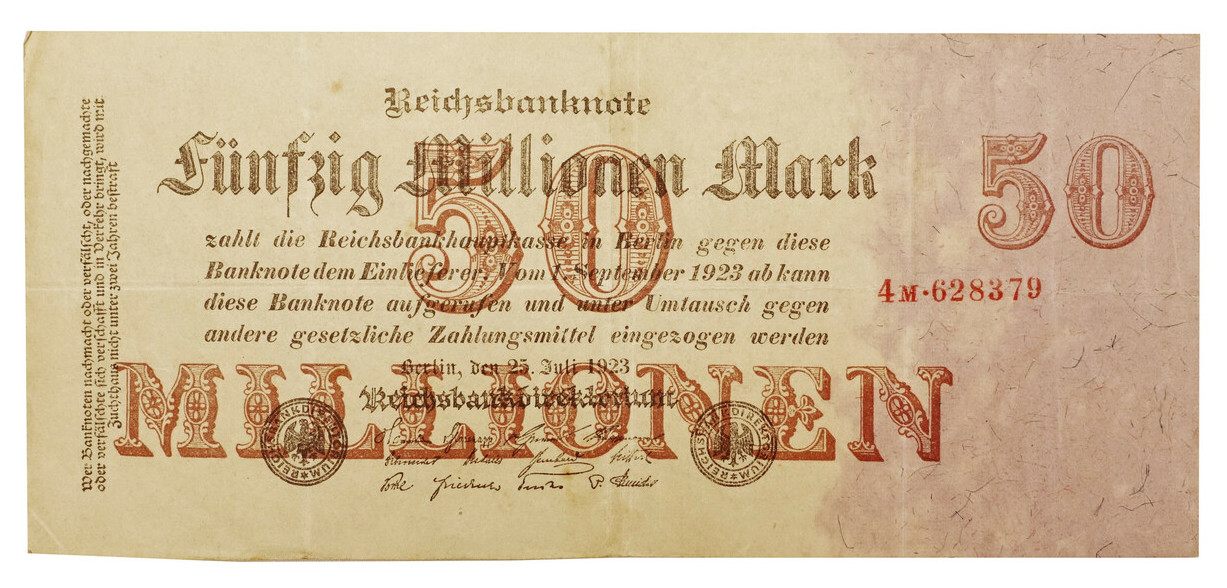 Reichsbanknote
Fünfzig Millionen Mark
50
50
zahlt die Reichsbankhauptkasse in Berlin gegen diese
Banknote dem Einlieferer. Vom 1. September 1923 ab kann
diese Banknote aufgerufen und unter Umtausch gegen
andere gesetzliche Zahlungsmittel eingezogen werden
4M·628379
Berlin, den 25. Juli 1923
MILLIONEN
Reichsbankdirektorium
REICHSBANKDIREKTORIUM
REICHSBANKDIREKTORIUM
Wer Banknoten nachmacht oder verfälscht, oder nachgemachte
oder verfälschte sich verschafft und in Verkehr bringt, wird mit
Zuchthaus nicht unter zwei Jahren bestraft